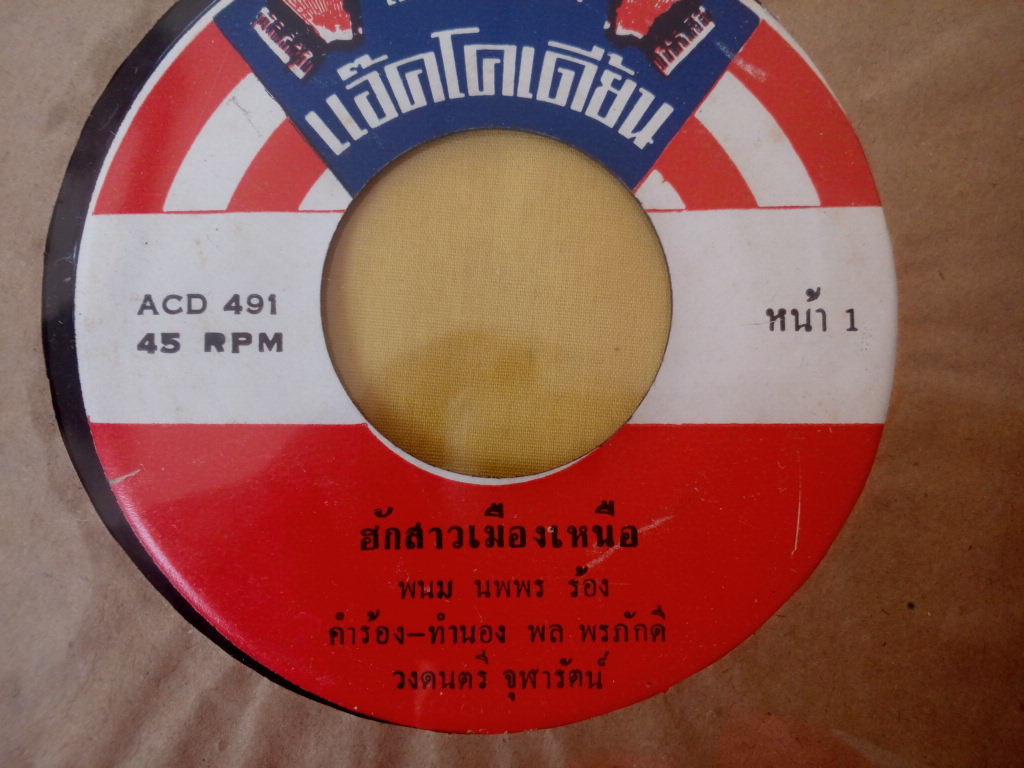 แอ๊คโคเดียน
ACD 491
45 RPM
หน้า 1
ฮักสาวเมืองเหนือ
พนม นพพร ร้อง
คำร้อง-ทำนอง พล พรภักดิ์
วงดนตรี จุฬารัตน์